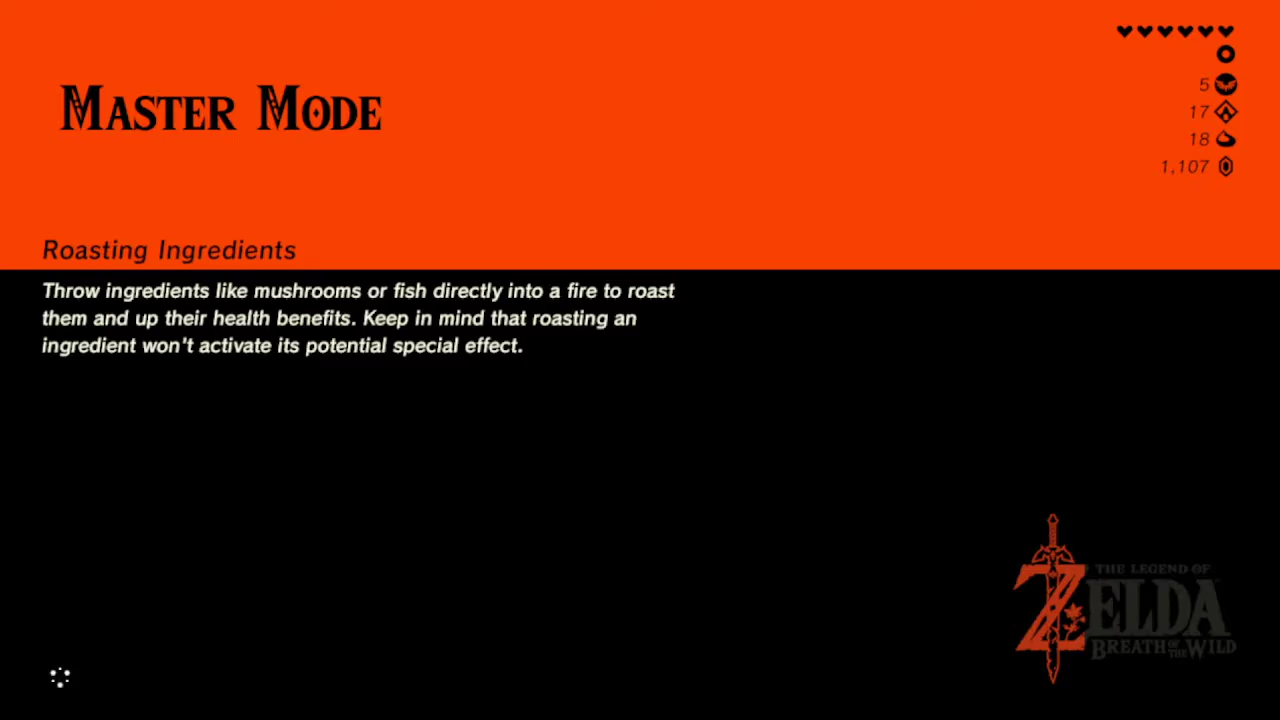 Master Mode
5
17
18
1,107
Roasting Ingredients
Throw ingredients like mushrooms or fish directly into a fire to roast
them and up their health benefits. Keep in mind that roasting an
ingredient won't activate its potential special effect.
THE LEGEND OF
ZELDA
BREATH OF THE WILD